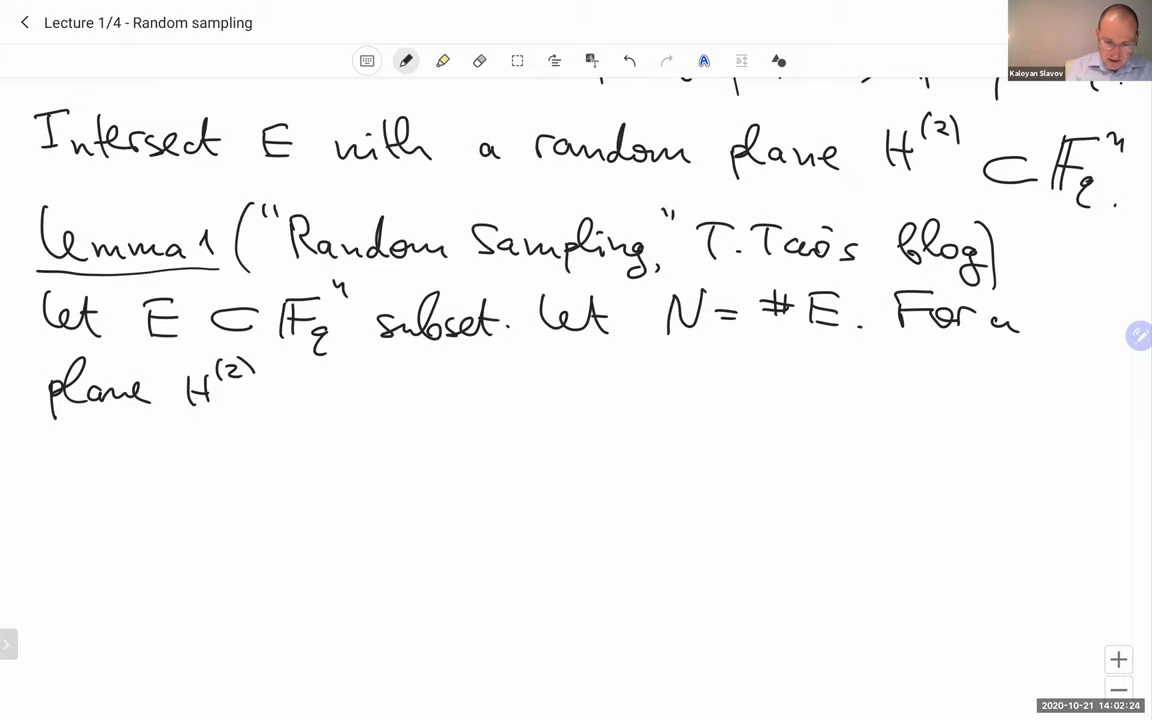 Lecture 1/4 - Random sampling
Kaloyan Slavov
Intersect E with a random plane H^(2) ⊂ 𝔽_q^n.
Lemma 1 ("Random Sampling," T. Tao's blog)
Let E ⊂ 𝔽_q^n subset. Let N = #E. For a
plane H^(2)
2020-10-21 14:02:24